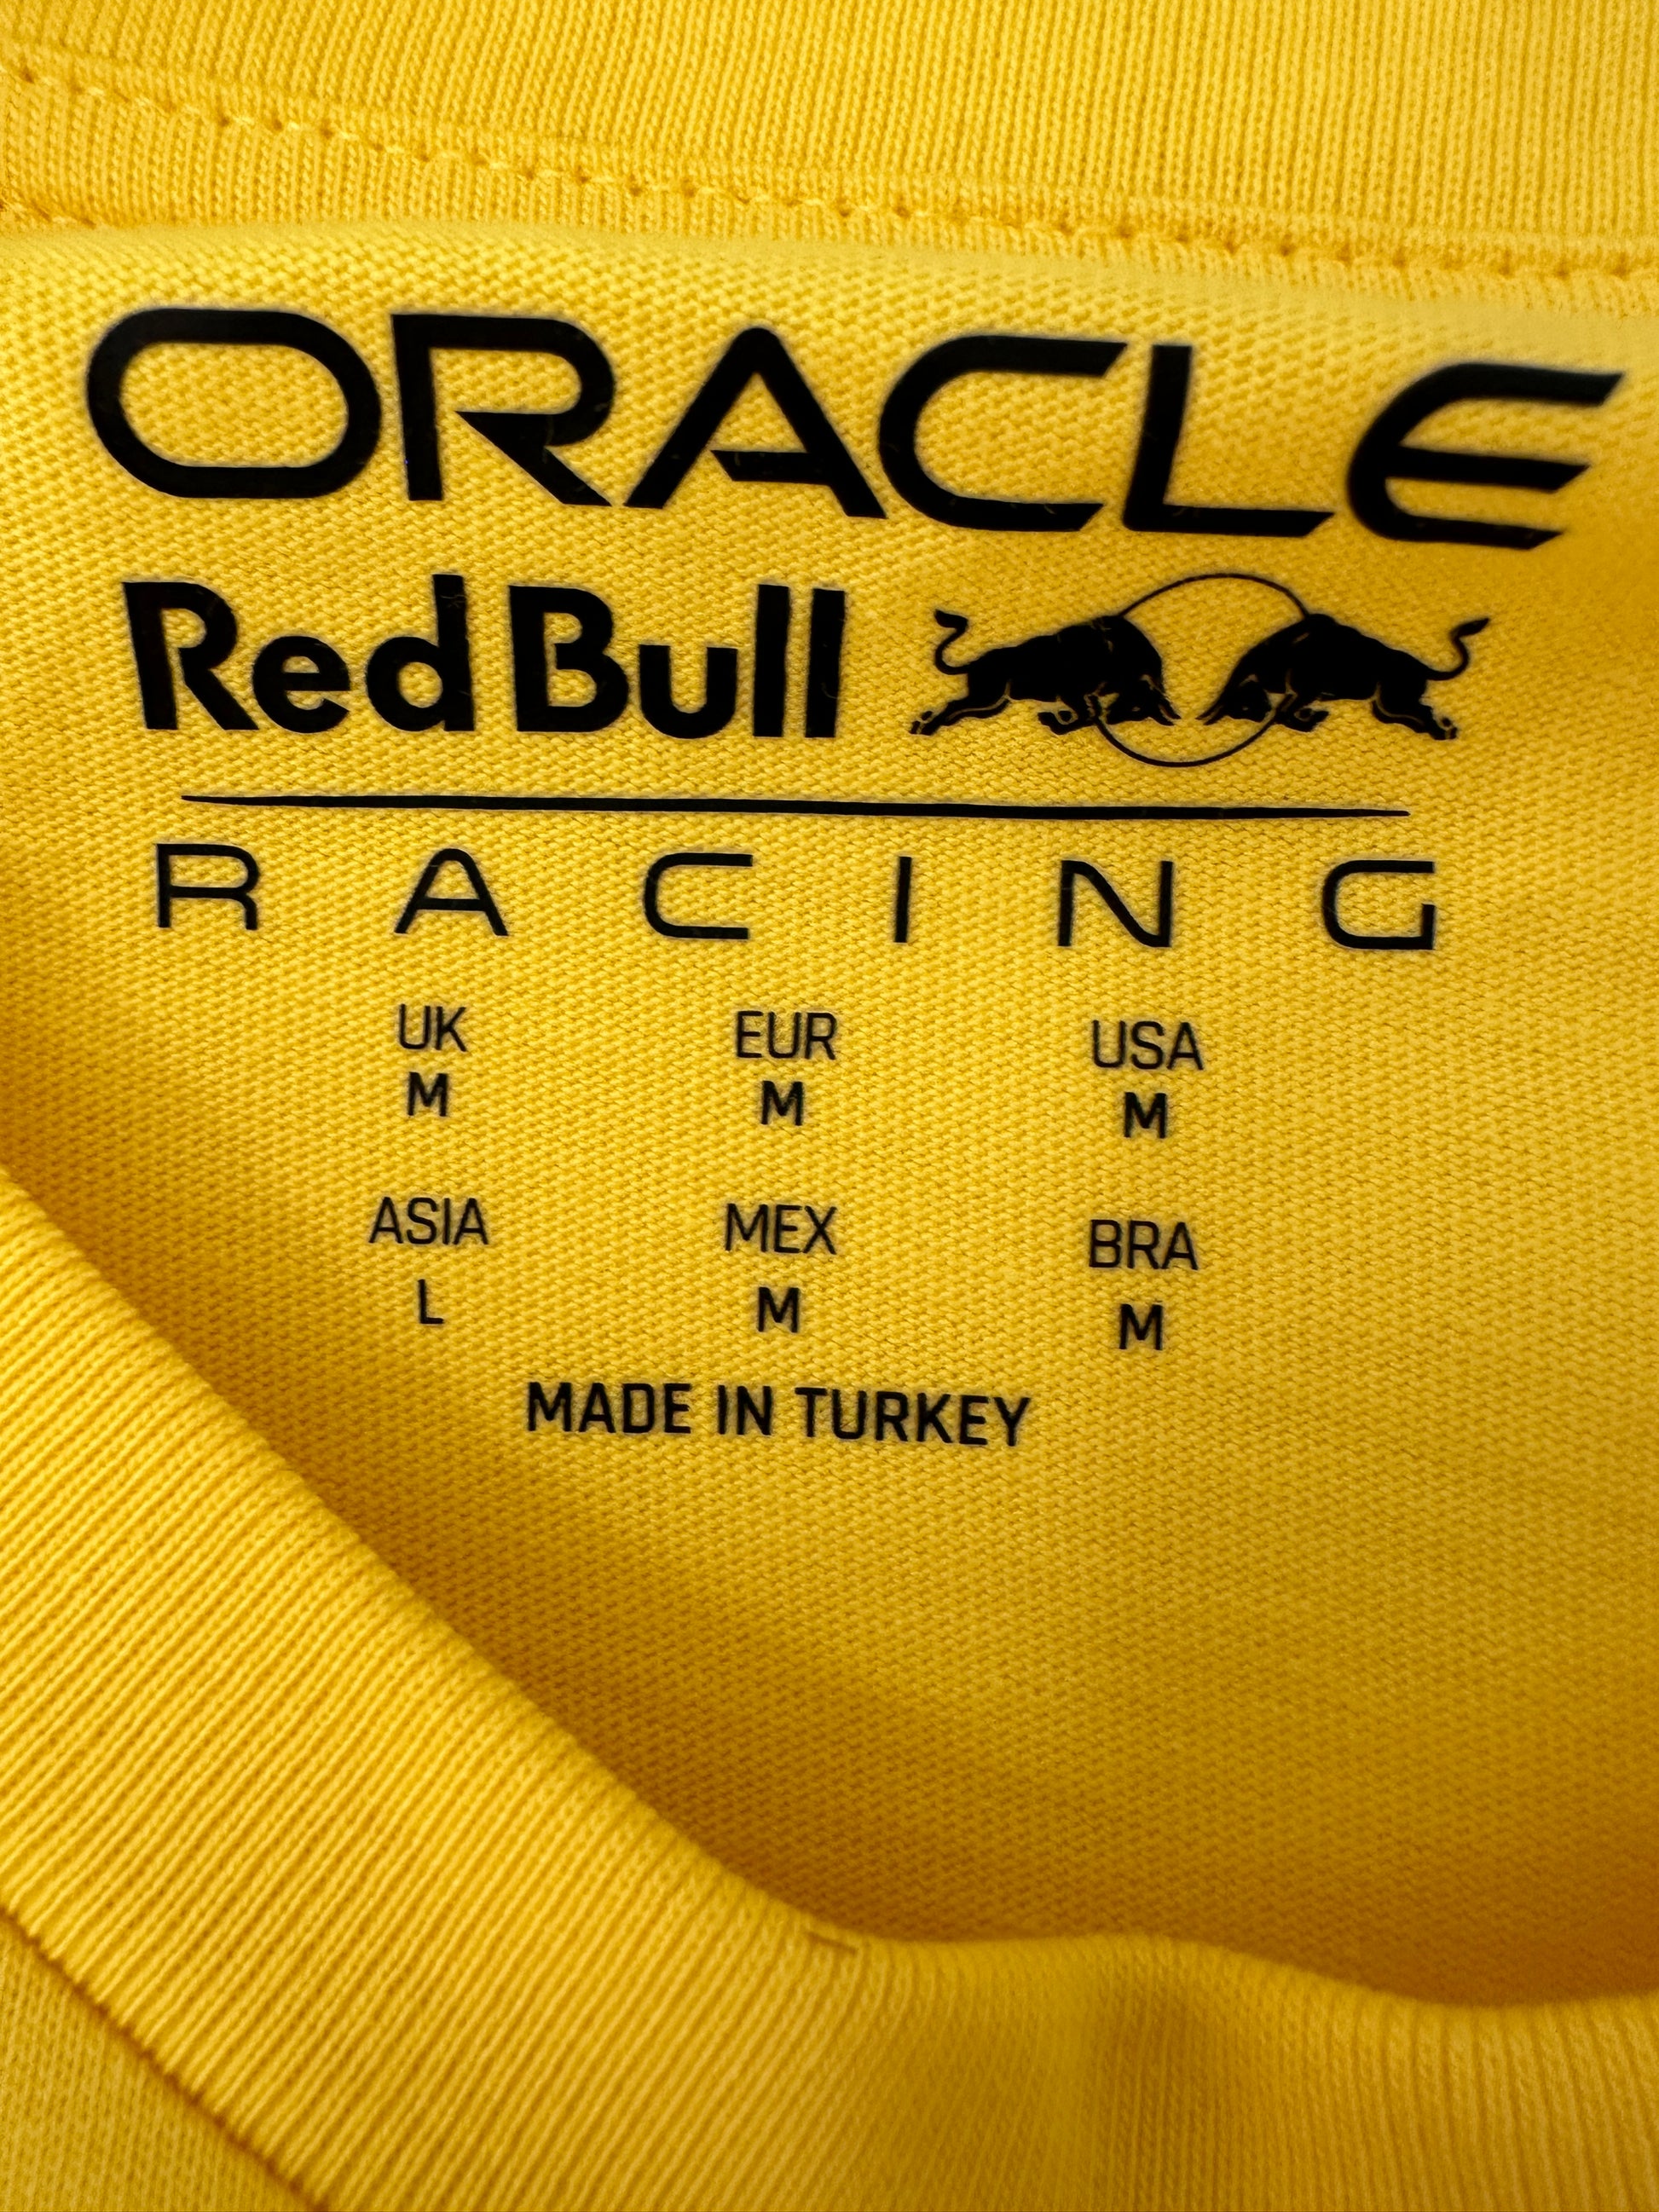 ORACLE
Red Bull
RACING
UK EUR USA
M M M
ASIA MEX BRA
L M M
MADE IN TURKEY